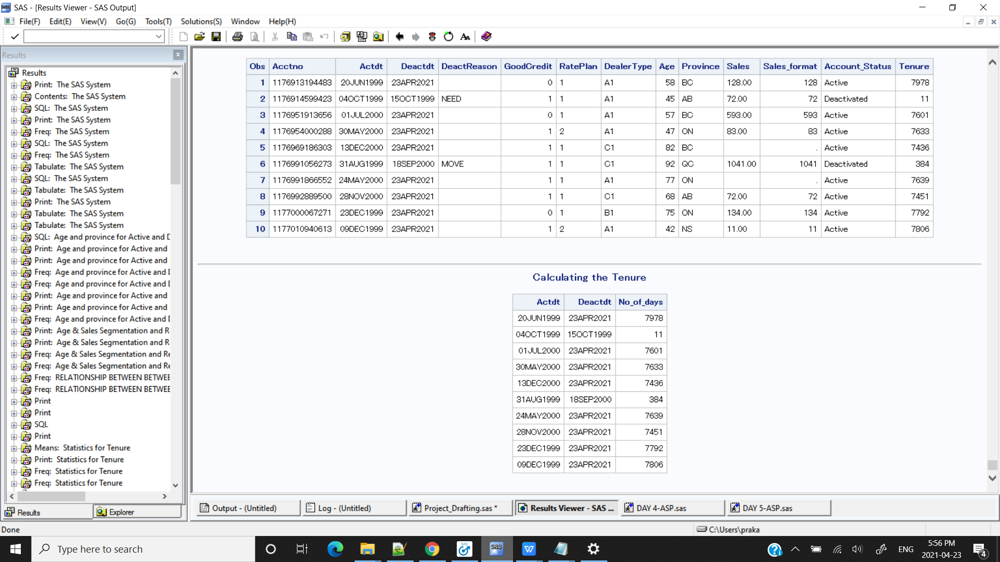 SAS - [Results Viewer - SAS Output]
File(F) Edit(E) View(V) Go(G) Tools(T) Solutions(S) Window Help(H)
Results
Results
Print: The SAS System
Contents: The SAS System
SQL: The SAS System
Print: The SAS System
Freq: The SAS System
SQL: The SAS System
Freq: The SAS System
Tabulate: The SAS System
SQL: The SAS System
Tabulate: The SAS System
Print: The SAS System
Tabulate: The SAS System
Tabulate: The SAS System
SQL: Age and province for Active and D
Print: Age and province for Active and
Print: Age and province for Active and
Freq: Age and province for Active and D
Freq: Age and province for Active and D
Print: Age and province for Active and
Print: Age and province for Active and
Freq: Age and province for Active and D
Print: Age & Sales Segmentation and R
Print: Age & Sales Segmentation and R
Freq: Age & Sales Segmentation and Re
Freq: Age & Sales Segmentation and Re
Freq: RELATIONSHIP BETWEEN BETWEE
Freq: RELATIONSHIP BETWEEN BETWEE
Print
Print
SQL
Print
Means: Statistics for Tenure
Print: Statistics for Tenure
Freq: Statistics for Tenure
Freq: Statistics for Tenure
Results Explorer
Obs Acctno Actdt Deactdt DeactReason GoodCredit RatePlan DealerType Age Province Sales Sales_format Account_Status Tenure
1 1176913194483 20JUN1999 23APR2021 0 1 A1 58 BC 128.00 128 Active 7978
2 1176914599423 04OCT1999 15OCT1999 NEED 1 1 A1 45 AB 72.00 72 Deactivated 11
3 1176951913656 01JUL2000 23APR2021 0 1 A1 57 BC 593.00 593 Active 7601
4 1176954000288 30MAY2000 23APR2021 1 2 A1 47 ON 83.00 83 Active 7633
5 1176969186303 13DEC2000 23APR2021 1 1 C1 82 BC . Active 7436
6 1176991056273 31AUG1999 18SEP2000 MOVE 1 1 C1 92 QC 1041.00 1041 Deactivated 384
7 1176991866552 24MAY2000 23APR2021 1 1 A1 77 ON . Active 7639
8 1176992889500 28NOV2000 23APR2021 1 1 C1 68 AB 72.00 72 Active 7451
9 1177000067271 23DEC1999 23APR2021 0 1 B1 75 ON 134.00 134 Active 7792
10 1177010940613 09DEC1999 23APR2021 1 2 A1 42 NS 11.00 11 Active 7806
Calculating the Tenure
Actdt Deactdt No_of_days
20JUN1999 23APR2021 7978
04OCT1999 15OCT1999 11
01JUL2000 23APR2021 7601
30MAY2000 23APR2021 7633
13DEC2000 23APR2021 7436
31AUG1999 18SEP2000 384
24MAY2000 23APR2021 7639
28NOV2000 23APR2021 7451
23DEC1999 23APR2021 7792
09DEC1999 23APR2021 7806
Output - (Untitled) Log - (Untitled) Project_Drafting.sas * Results Viewer - SAS ... DAY 4-ASP.sas DAY 5-ASP.sas
Done C:\Users\praka
Type here to search
sas
ENG
5:56 PM
2021-04-23
4